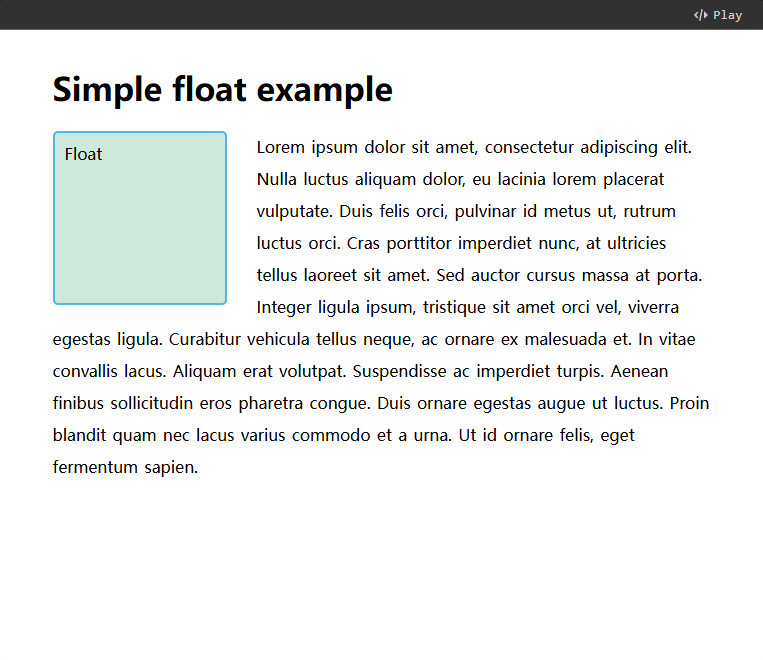 </> Play
Simple float example
Float
Lorem ipsum dolor sit amet, consectetur adipiscing elit.
Nulla luctus aliquam dolor, eu lacinia lorem placerat
vulputate. Duis felis orci, pulvinar id metus ut, rutrum
luctus orci. Cras porttitor imperdiet nunc, at ultricies
tellus laoreet sit amet. Sed auctor cursus massa at porta.
Integer ligula ipsum, tristique sit amet orci vel, viverra
egestas ligula. Curabitur vehicula tellus neque, ac ornare ex malesuada et. In vitae
convallis lacus. Aliquam erat volutpat. Suspendisse ac imperdiet turpis. Aenean
finibus sollicitudin eros pharetra congue. Duis ornare egestas augue ut luctus. Proin
blandit quam nec lacus varius commodo et a urna. Ut id ornare felis, eget
fermentum sapien.